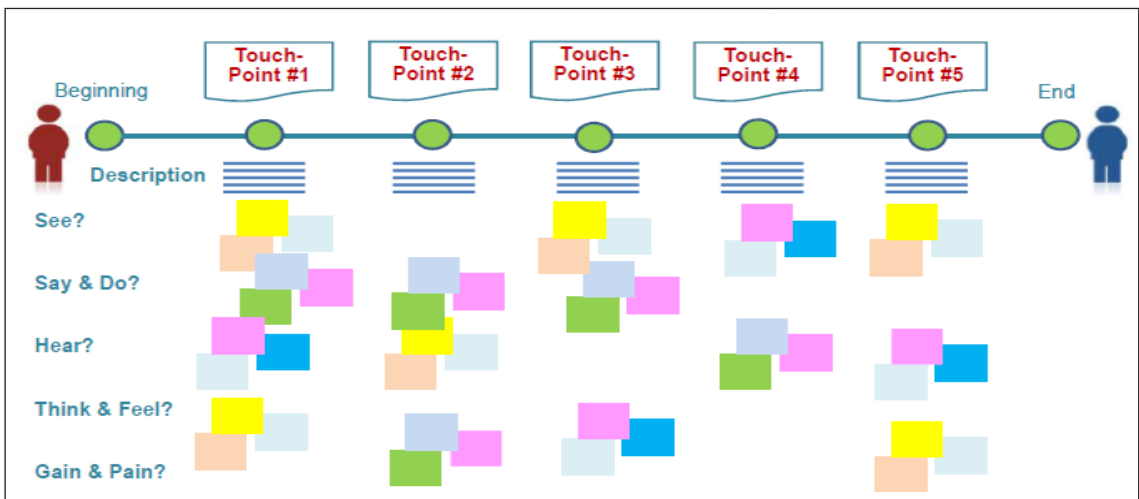 Touch-
Point #1
Touch-
Point #2
Touch-
Point #3
Touch-
Point #4
Touch-
Point #5
Beginning
End
Description
See?
Say & Do?
Hear?
Think & Feel?
Gain & Pain?